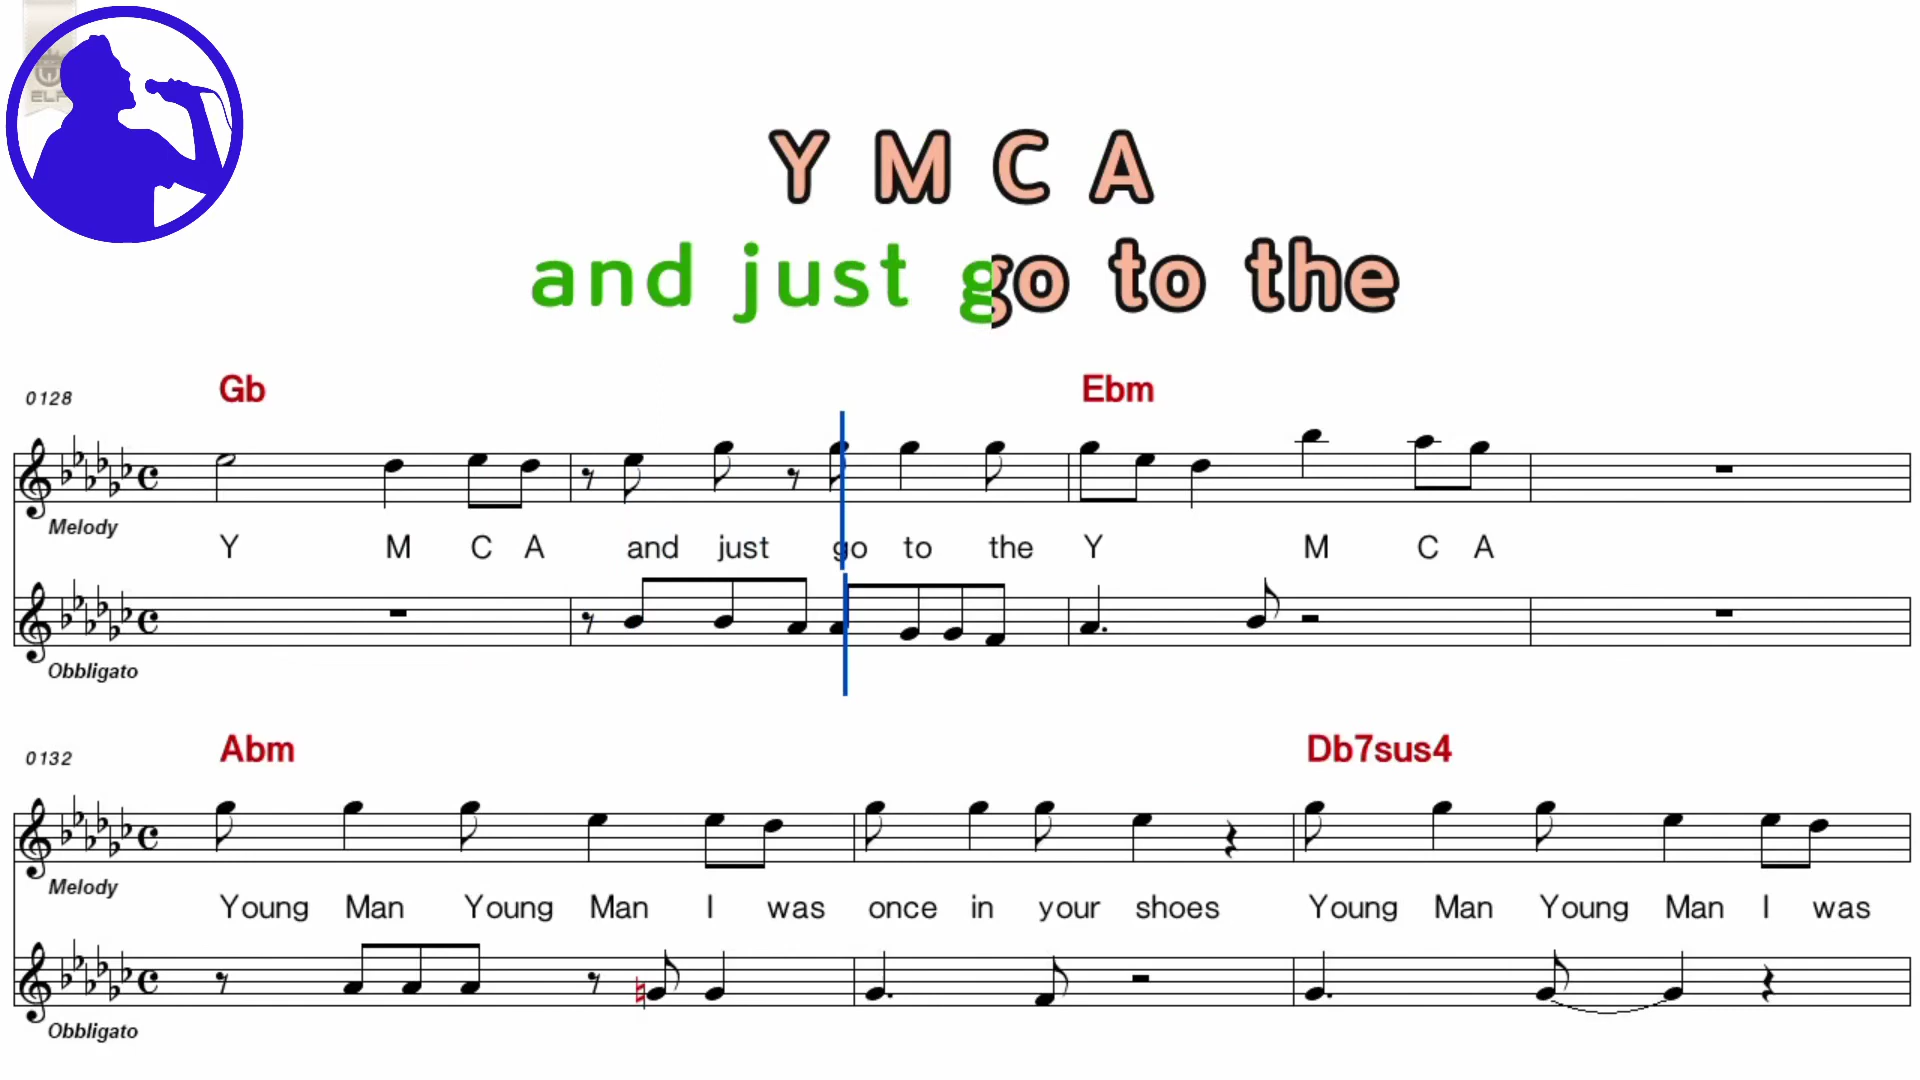 ELF
Y M C A
and just go to the
0128 Gb Ebm
Melody
Y M C A and just go to the Y M C A
Obbligato
0132 Abm Db7sus4
Melody
Young Man Young Man I was once in your shoes Young Man Young Man I was
Obbligato